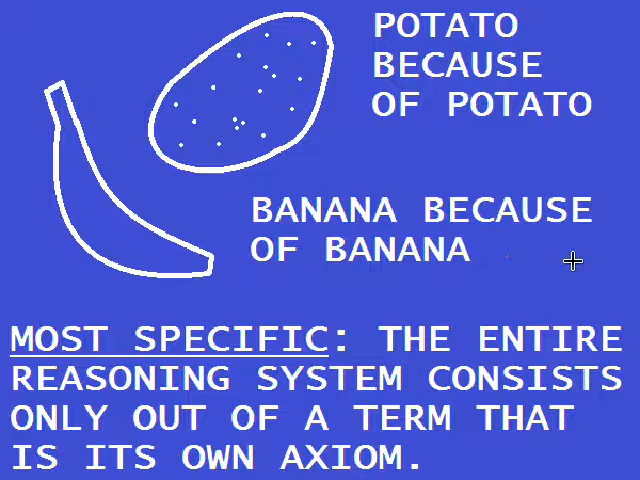 POTATO
BECAUSE
OF POTATO
BANANA BECAUSE
OF BANANA
MOST SPECIFIC: THE ENTIRE
REASONING SYSTEM CONSISTS
ONLY OUT OF A TERM THAT
IS ITS OWN AXIOM.